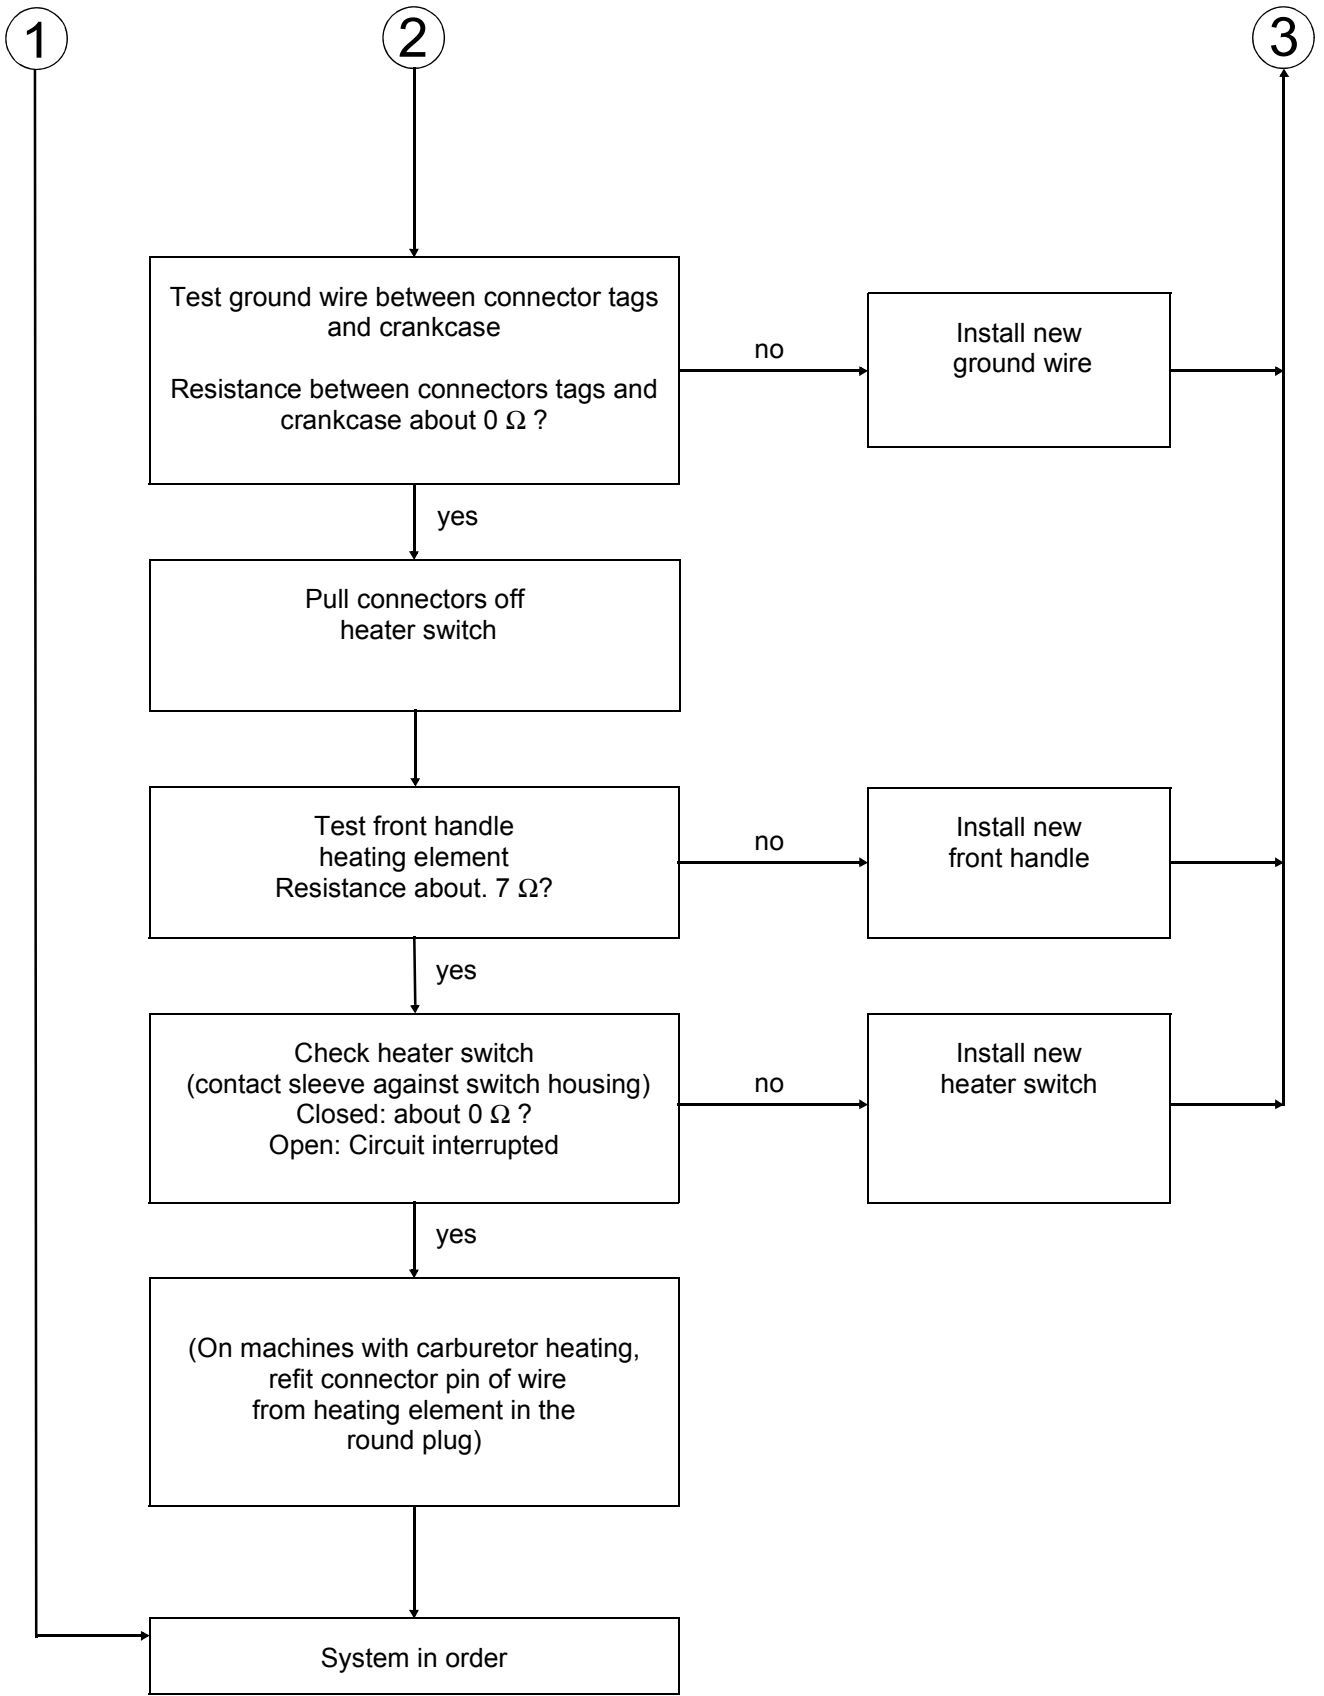 1
2
3
Test ground wire between connector tags
and crankcase
Resistance between connectors tags and
crankcase about 0 Ω ?
no
Install new
ground wire
yes
Pull connectors off
heater switch
Test front handle
heating element
Resistance about. 7 Ω?
no
Install new
front handle
yes
Check heater switch
(contact sleeve against switch housing)
Closed: about 0 Ω ?
Open: Circuit interrupted
no
Install new
heater switch
yes
(On machines with carburetor heating,
refit connector pin of wire
from heating element in the
round plug)
System in order